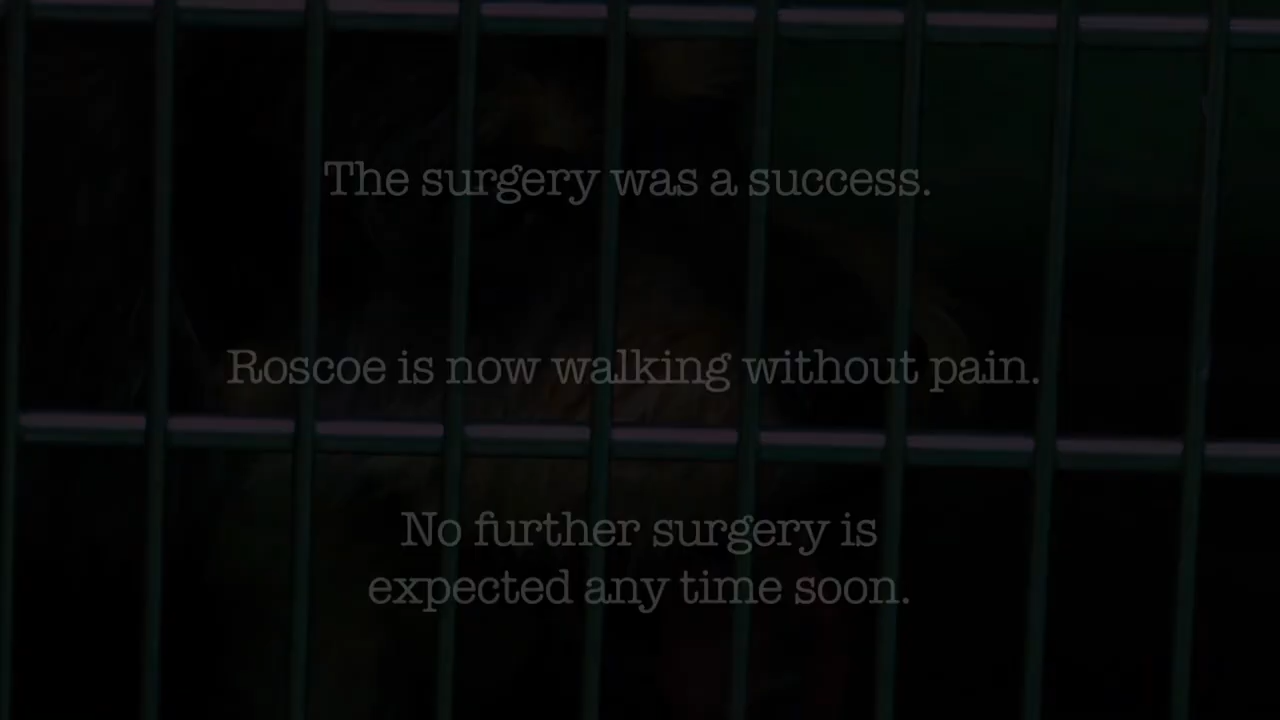 The surgery was a success.
Roscoe is now walking without pain.
No further surgery is
expected any time soon.